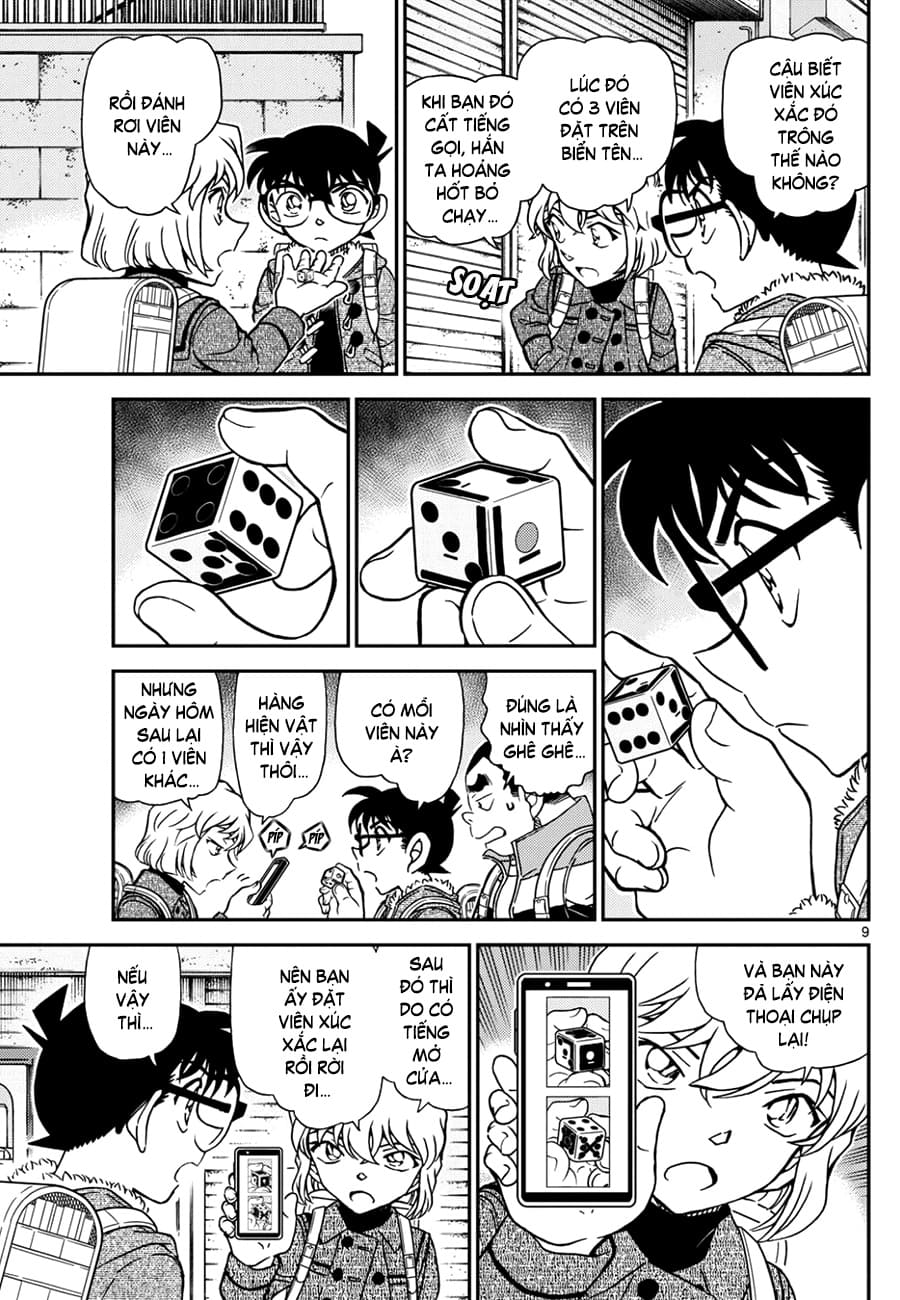 CÂU BIẾT
VIÊN XÚC
XẮC ĐÓ
TRÔNG
THẾ NÀO
KHÔNG?
LÚC ĐÓ
CÓ 3 VIÊN
ĐẶT TRÊN
BIỂN TÊN...
KHI BẠN ĐÓ
CẤT TIẾNG
GỌI, HẮN
TA HOÁNG
HỐT BỎ
CHẠY...
SOẠT
RỒI ĐÁNH
RƠI VIÊN
NÀY...
ĐÚNG LÀ
NHÌN THẤY
GHÊ GHÊ...
CÓ MỖI
VIÊN NÀY
À?
HÀNG
HIỆN VẬT
THÌ VẬY
THÔI...
NHƯNG
NGÀY HÔM
SAU LẠI
CÓ 1 VIÊN
KHÁC...
PÍP
PÍP
9
VÀ BẠN NÀY
ĐÃ LẤY ĐIỆN
THOẠI CHỤP
LẠI!
SAU
ĐÓ THÌ
DO CÓ
TIẾNG
MỞ
CỬA...
NÊN BẠN
ẤY ĐẶT
VIÊN XÚC
XẮC LẠI
RỒI RỜI
ĐI...
NẾU
VẬY
THÌ...